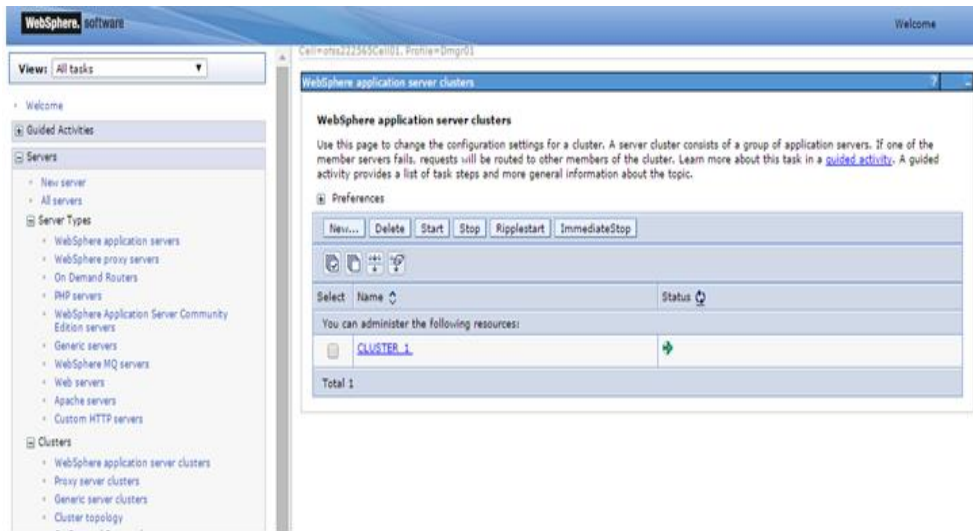 WebSphere. software
Welcome
View: All tasks
Welcome
Guided Activities
Servers
New server
All servers
Server Types
WebSphere application servers
WebSphere proxy servers
On Demand Routers
PHP servers
WebSphere Application Server Community
Edition servers
Generic servers
WebSphere MQ servers
Web servers
Apache servers
Custom HTTP servers
Clusters
WebSphere application server clusters
Proxy server clusters
Generic server clusters
Cluster topology
Profile=Dmgr01
WebSphere application server clusters
?
WebSphere application server clusters
Use this page to change the configuration settings for a cluster. A server cluster consists of a group of application servers. If one of the
member servers fails, requests will be routed to other members of the cluster. Learn more about this task in a guided activity. A guided
activity provides a list of task steps and more general information about the topic.
Preferences
New... Delete Start Stop Ripplestart ImmediateStop
Select Name Status
You can administer the following resources:
CLUSTER_1
Total 1